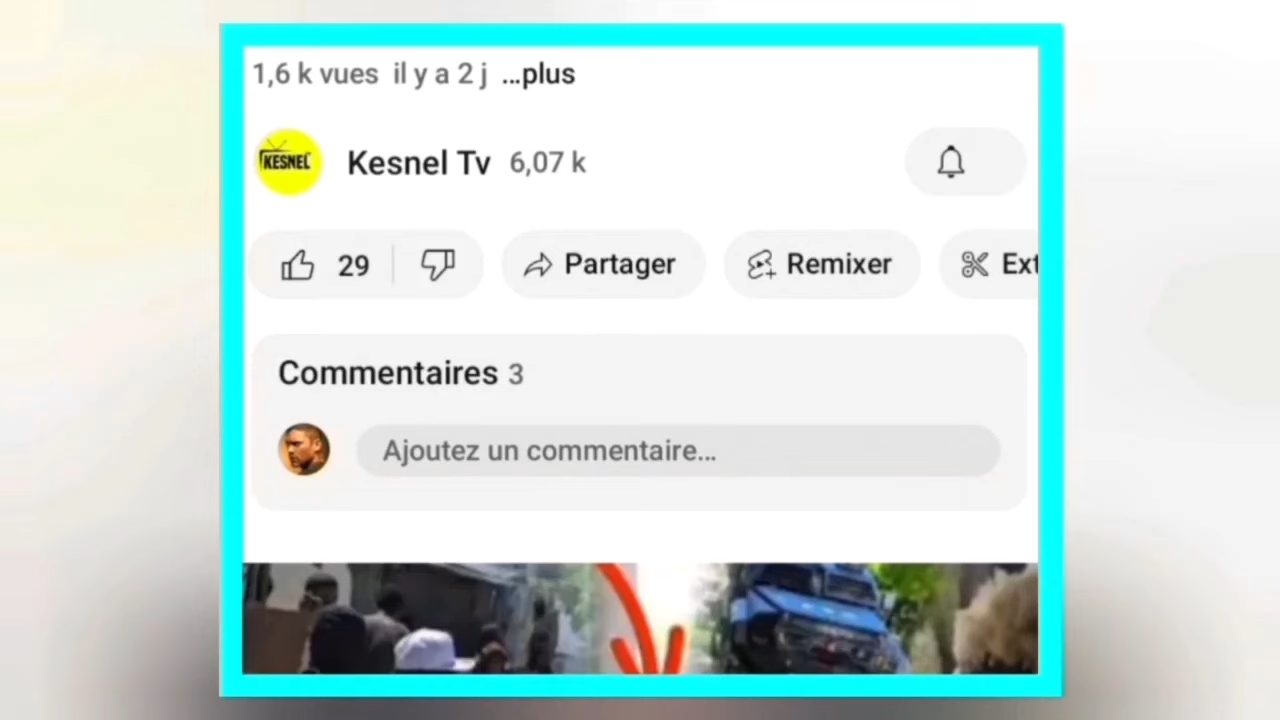 1,6 k vues il y a 2 j ...plus
KESNEL
Kesnel Tv 6,07 k
29
Partager
Remixer
Ext
Commentaires 3
Ajoutez un commentaire...